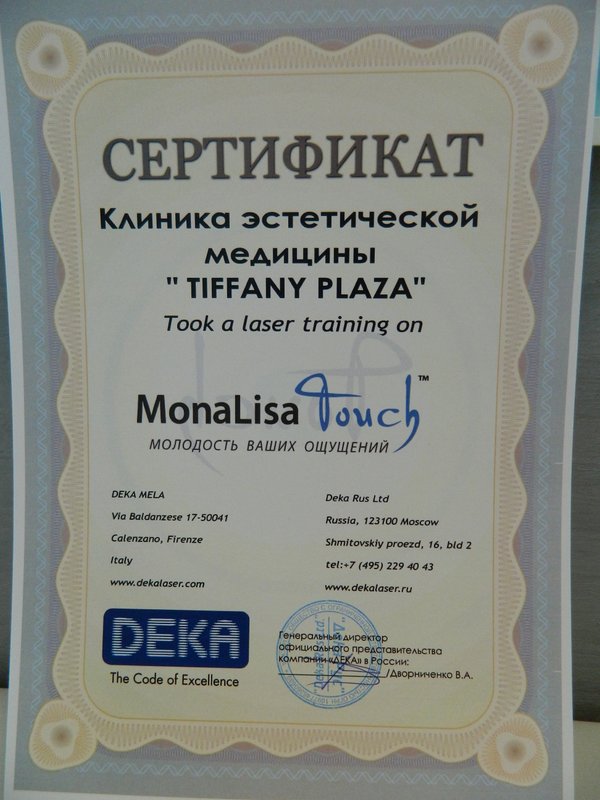 СЕРТИФИКАТ
Клиника эстетической
медицины
" TIFFANY PLAZA"
Took a laser training on
MonaLisa Touch™
МОЛОДОСТЬ ВАШИХ ОЩУЩЕНИЙ
DEKA MELA
Via Baldanzese 17-50041
Calenzano, Firenze
Italy
www.dekalaser.com
Deka Rus Ltd
Russia, 123100 Moscow
Shmitovskiy proezd, 16, bld 2
tel:+7 (495) 229 40 43
www.dekalaser.ru
DEKA
The Code of Excellence
Генеральный директор
официального представительства
компании «ДЕКА» в России:
/Дворниченко В.А.